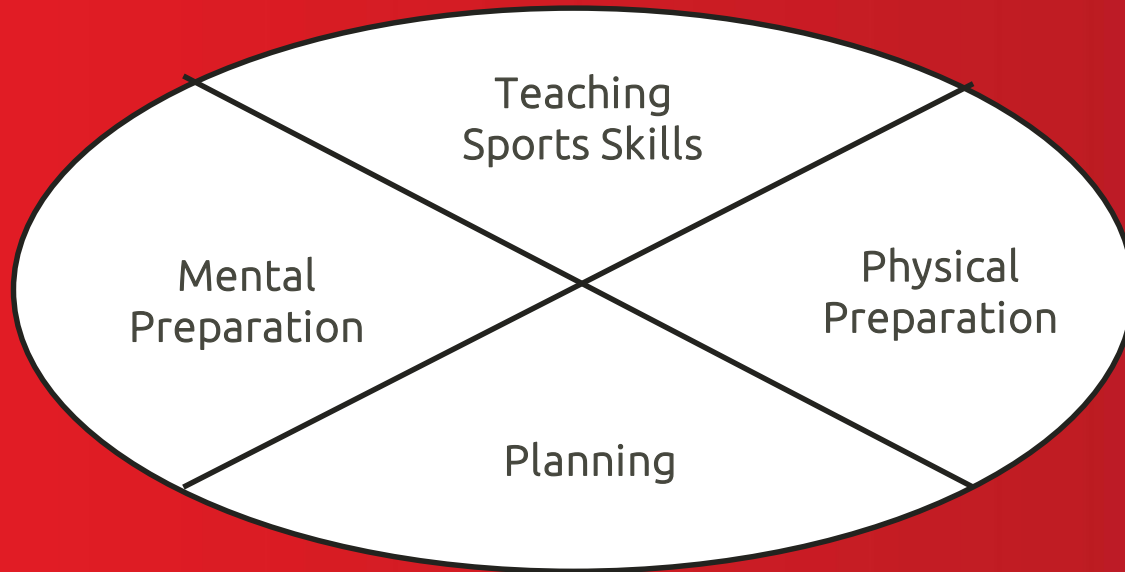 Teaching
Sports Skills
Mental
Preparation
Physical
Preparation
Planning